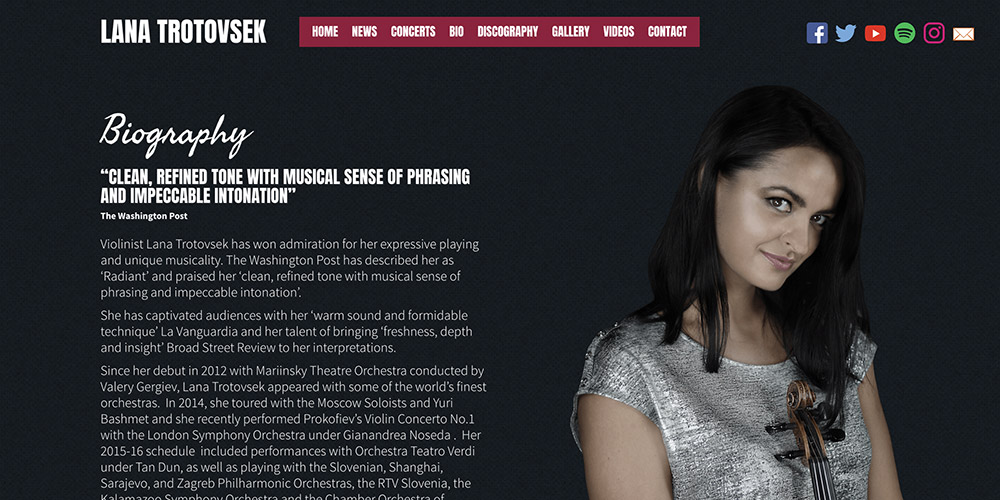 LANA TROTOVSEK
HOME NEWS CONCERTS BIO DISCOGRAPHY GALLERY VIDEOS CONTACT
Biography
“CLEAN, REFINED TONE WITH MUSICAL SENSE OF PHRASING
AND IMPECCABLE INTONATION”
The Washington Post
Violinist Lana Trotovsek has won admiration for her expressive playing
and unique musicality. The Washington Post has described her as
‘Radiant’ and praised her ‘clean, refined tone with musical sense of
phrasing and impeccable intonation’.
She has captivated audiences with her ‘warm sound and formidable
technique’ La Vanguardia and her talent of bringing ‘freshness, depth
and insight’ Broad Street Review to her interpretations.
Since her debut in 2012 with Mariinsky Theatre Orchestra conducted by
Valery Gergiev, Lana Trotovsek appeared with some of the world’s finest
orchestras. In 2014, she toured with the Moscow Soloists and Yuri
Bashmet and she recently performed Prokofiev’s Violin Concerto No.1
with the London Symphony Orchestra under Gianandrea Noseda . Her
2015-16 schedule included performances with Orchestra Teatro Verdi
under Tan Dun, as well as playing with the Slovenian, Shanghai,
Sarajevo, and Zagreb Philharmonic Orchestras, the RTV Slovenia, the
Kalamazoo Symphony Orchestra and the Chamber Orchestra of